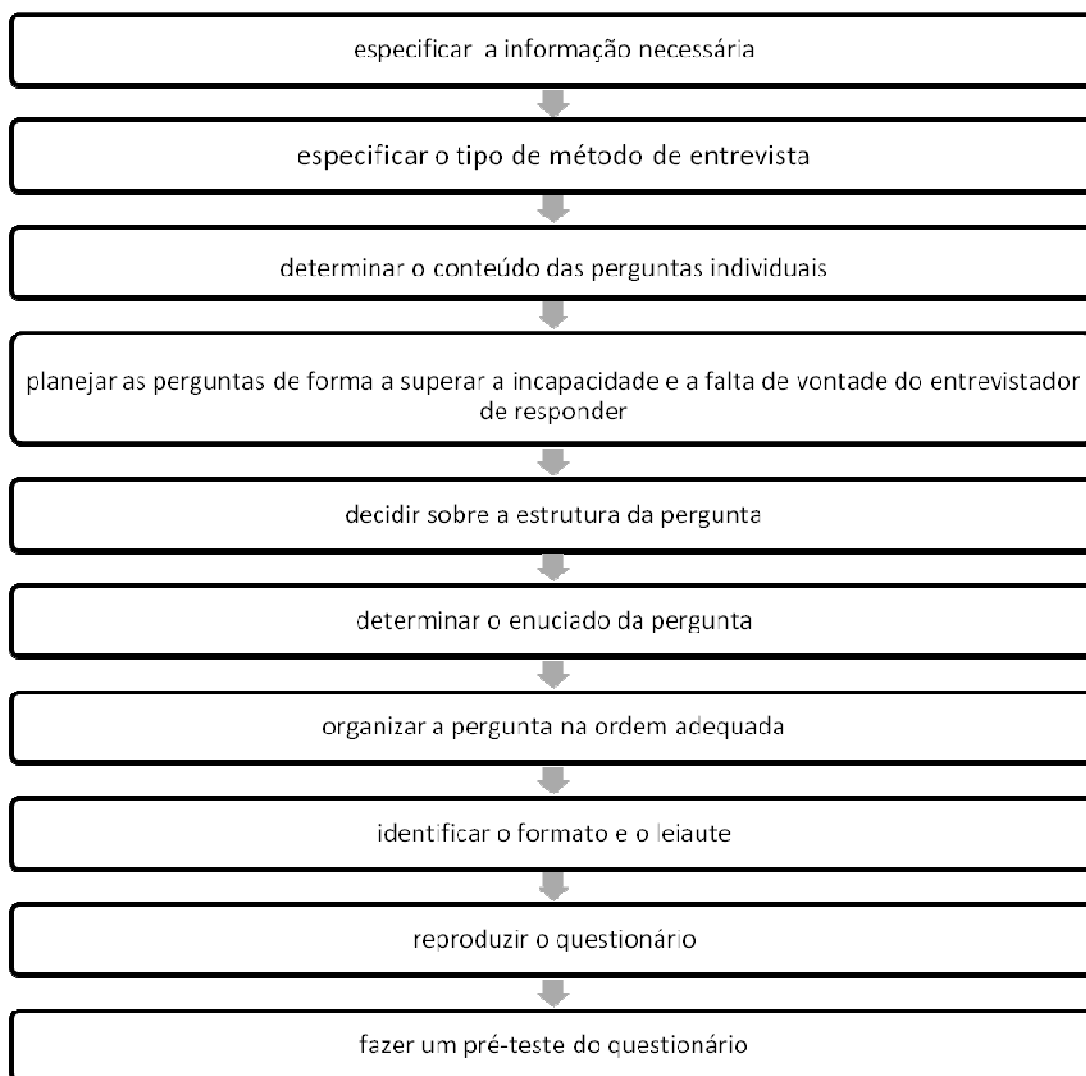 especificar a informação necessária
especificar o tipo de método de entrevista
determinar o conteúdo das perguntas individuais
planejar as perguntas de forma a superar a incapacidade e a falta de vontade do entrevistador
de responder
decidir sobre a estrutura da pergunta
determinar o enuciado da pergunta
organizar a pergunta na ordem adequada
identificar o formato e o leiaute
reproduzir o questionário
fazer um pré-teste do questionário